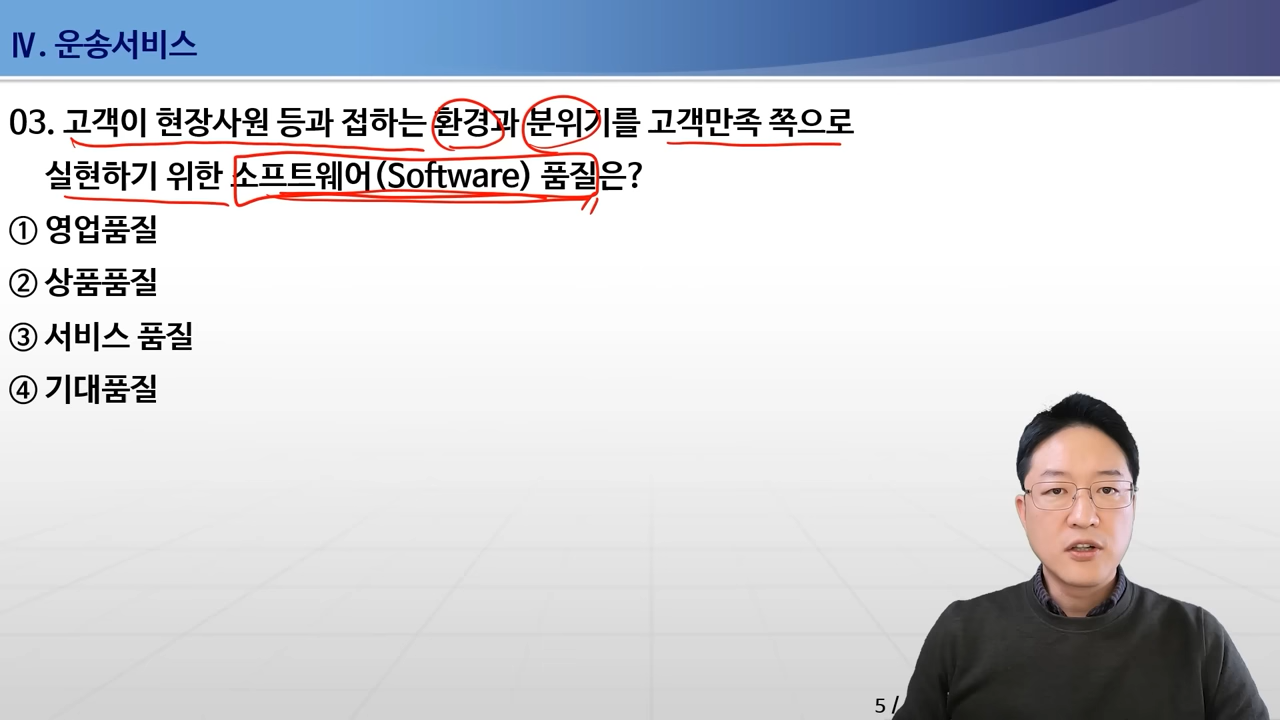 Ⅳ. 운송서비스
03. 고객이 현장사원 등과 접하는 환경과 분위기를 고객만족 쪽으로
실현하기 위한 소프트웨어(Software) 품질은?
① 영업품질
② 상품품질
③ 서비스 품질
④ 기대품질
5 /